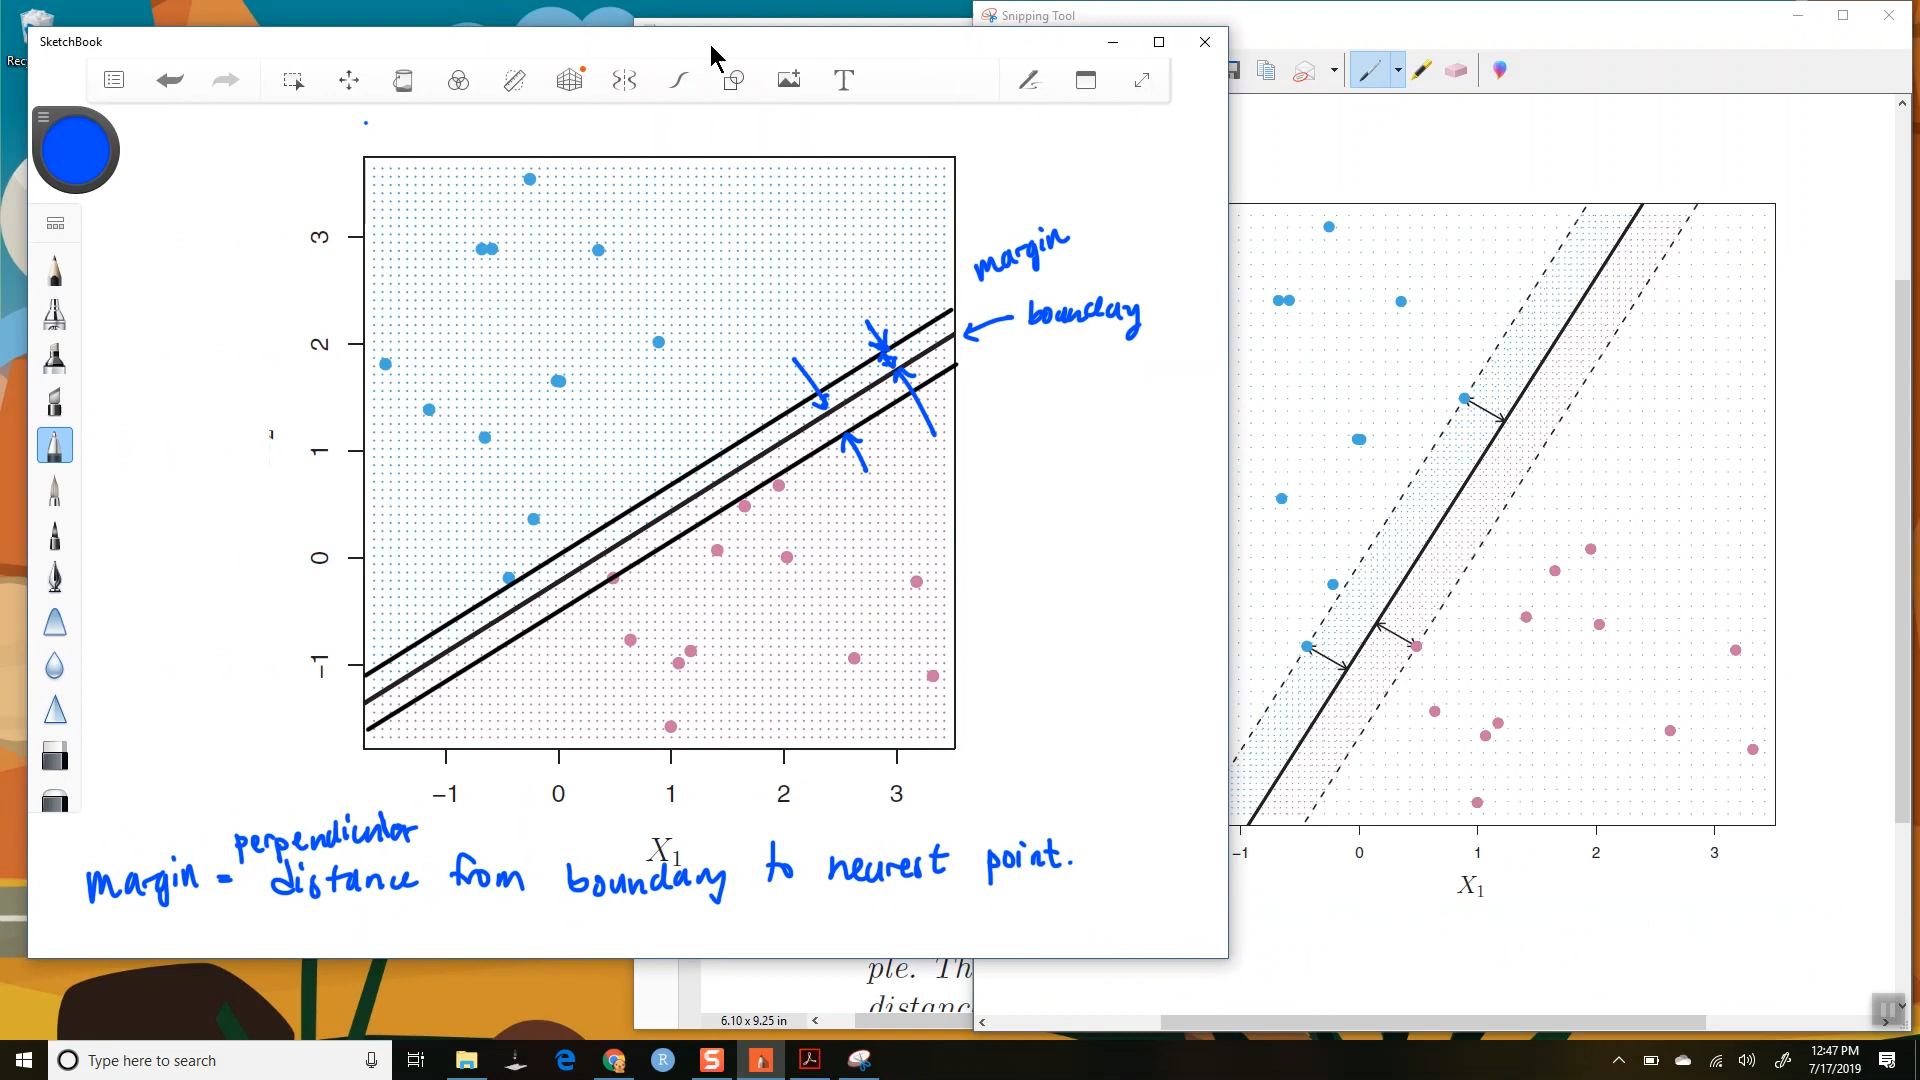 Snipping Tool
SketchBook
Rec
T
3
2
1
0
−1
−1
0
1
2
3
X1
margin
boundary
perpendicular
margin = distance from boundary to nearest point.
−1
0
1
2
3
X1
ple. Th
distanc
6.10 x 9.25 in
Type here to search
12:47 PM
7/17/2019